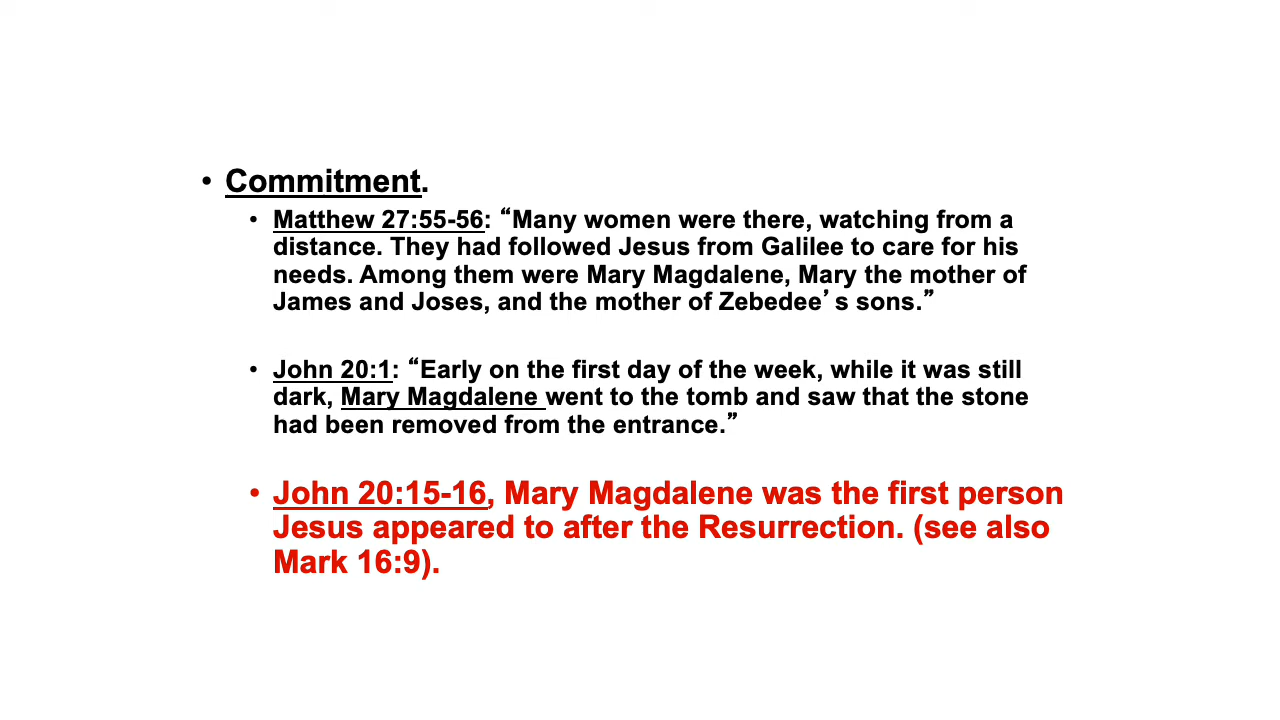 • Commitment.
• Matthew 27:55-56: “Many women were there, watching from a
distance. They had followed Jesus from Galilee to care for his
needs. Among them were Mary Magdalene, Mary the mother of
James and Joses, and the mother of Zebedee’s sons.”
• John 20:1: “Early on the first day of the week, while it was still
dark, Mary Magdalene went to the tomb and saw that the stone
had been removed from the entrance.”
• John 20:15-16, Mary Magdalene was the first person
Jesus appeared to after the Resurrection. (see also
Mark 16:9).